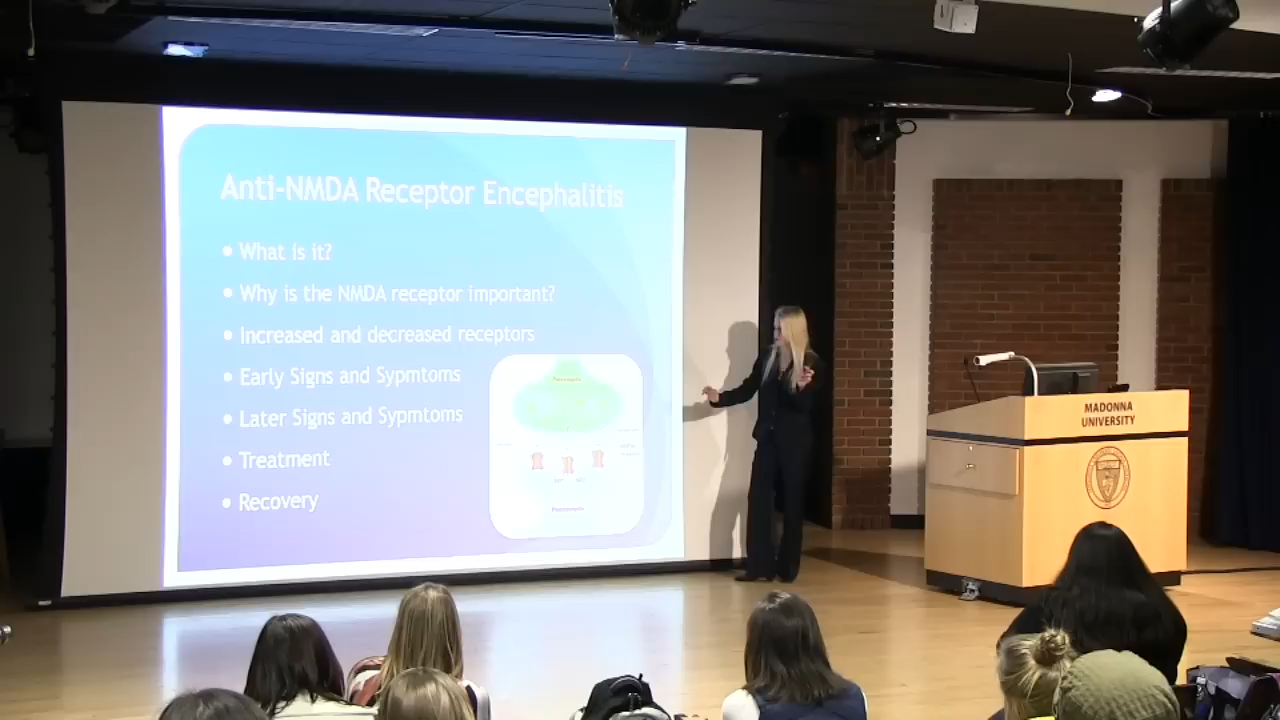 Anti-NMDA Receptor Encephalitis
• What is it?
• Why is the NMDA receptor important?
• Increased and decreased receptors
• Early Signs and Sypmtoms
• Later Signs and Sypmtoms
• Treatment
• Recovery
MADONNA
UNIVERSITY